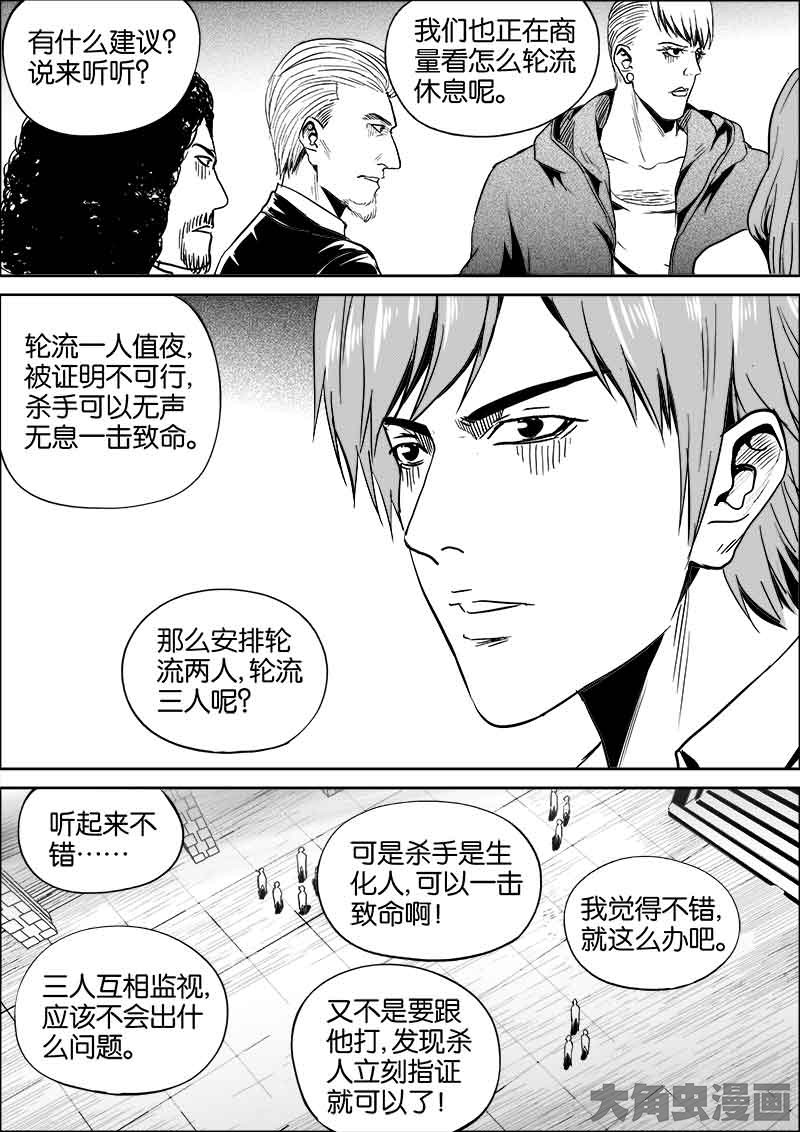 有什么建议？
说来听听？
我们也正在商
量看怎么轮流
休息呢。
轮流一人值夜，
被证明不可行，
杀手可以无声
无息一击致命。
那么安排轮
流两人，轮流
三人呢？
听起来不
错……
可是杀手是生
化人，可以一击
致命啊！
我觉得不错，
就这么办吧。
三人互相监视，
应该不会出什
么问题。
又不是要跟
他打，发现杀
人立刻指证
就可以了！
大角虫漫画